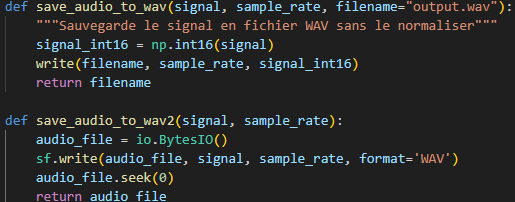 def save_audio_to_wav(signal, sample_rate, filename="output.wav"):
    """Sauvegarde le signal en fichier WAV sans le normaliser"""
    signal_int16 = np.int16(signal)
    write(filename, sample_rate, signal_int16)
    return filename

def save_audio_to_wav2(signal, sample_rate):
    audio_file = io.BytesIO()
    sf.write(audio_file, signal, sample_rate, format='WAV')
    audio_file.seek(0)
    return audio_file